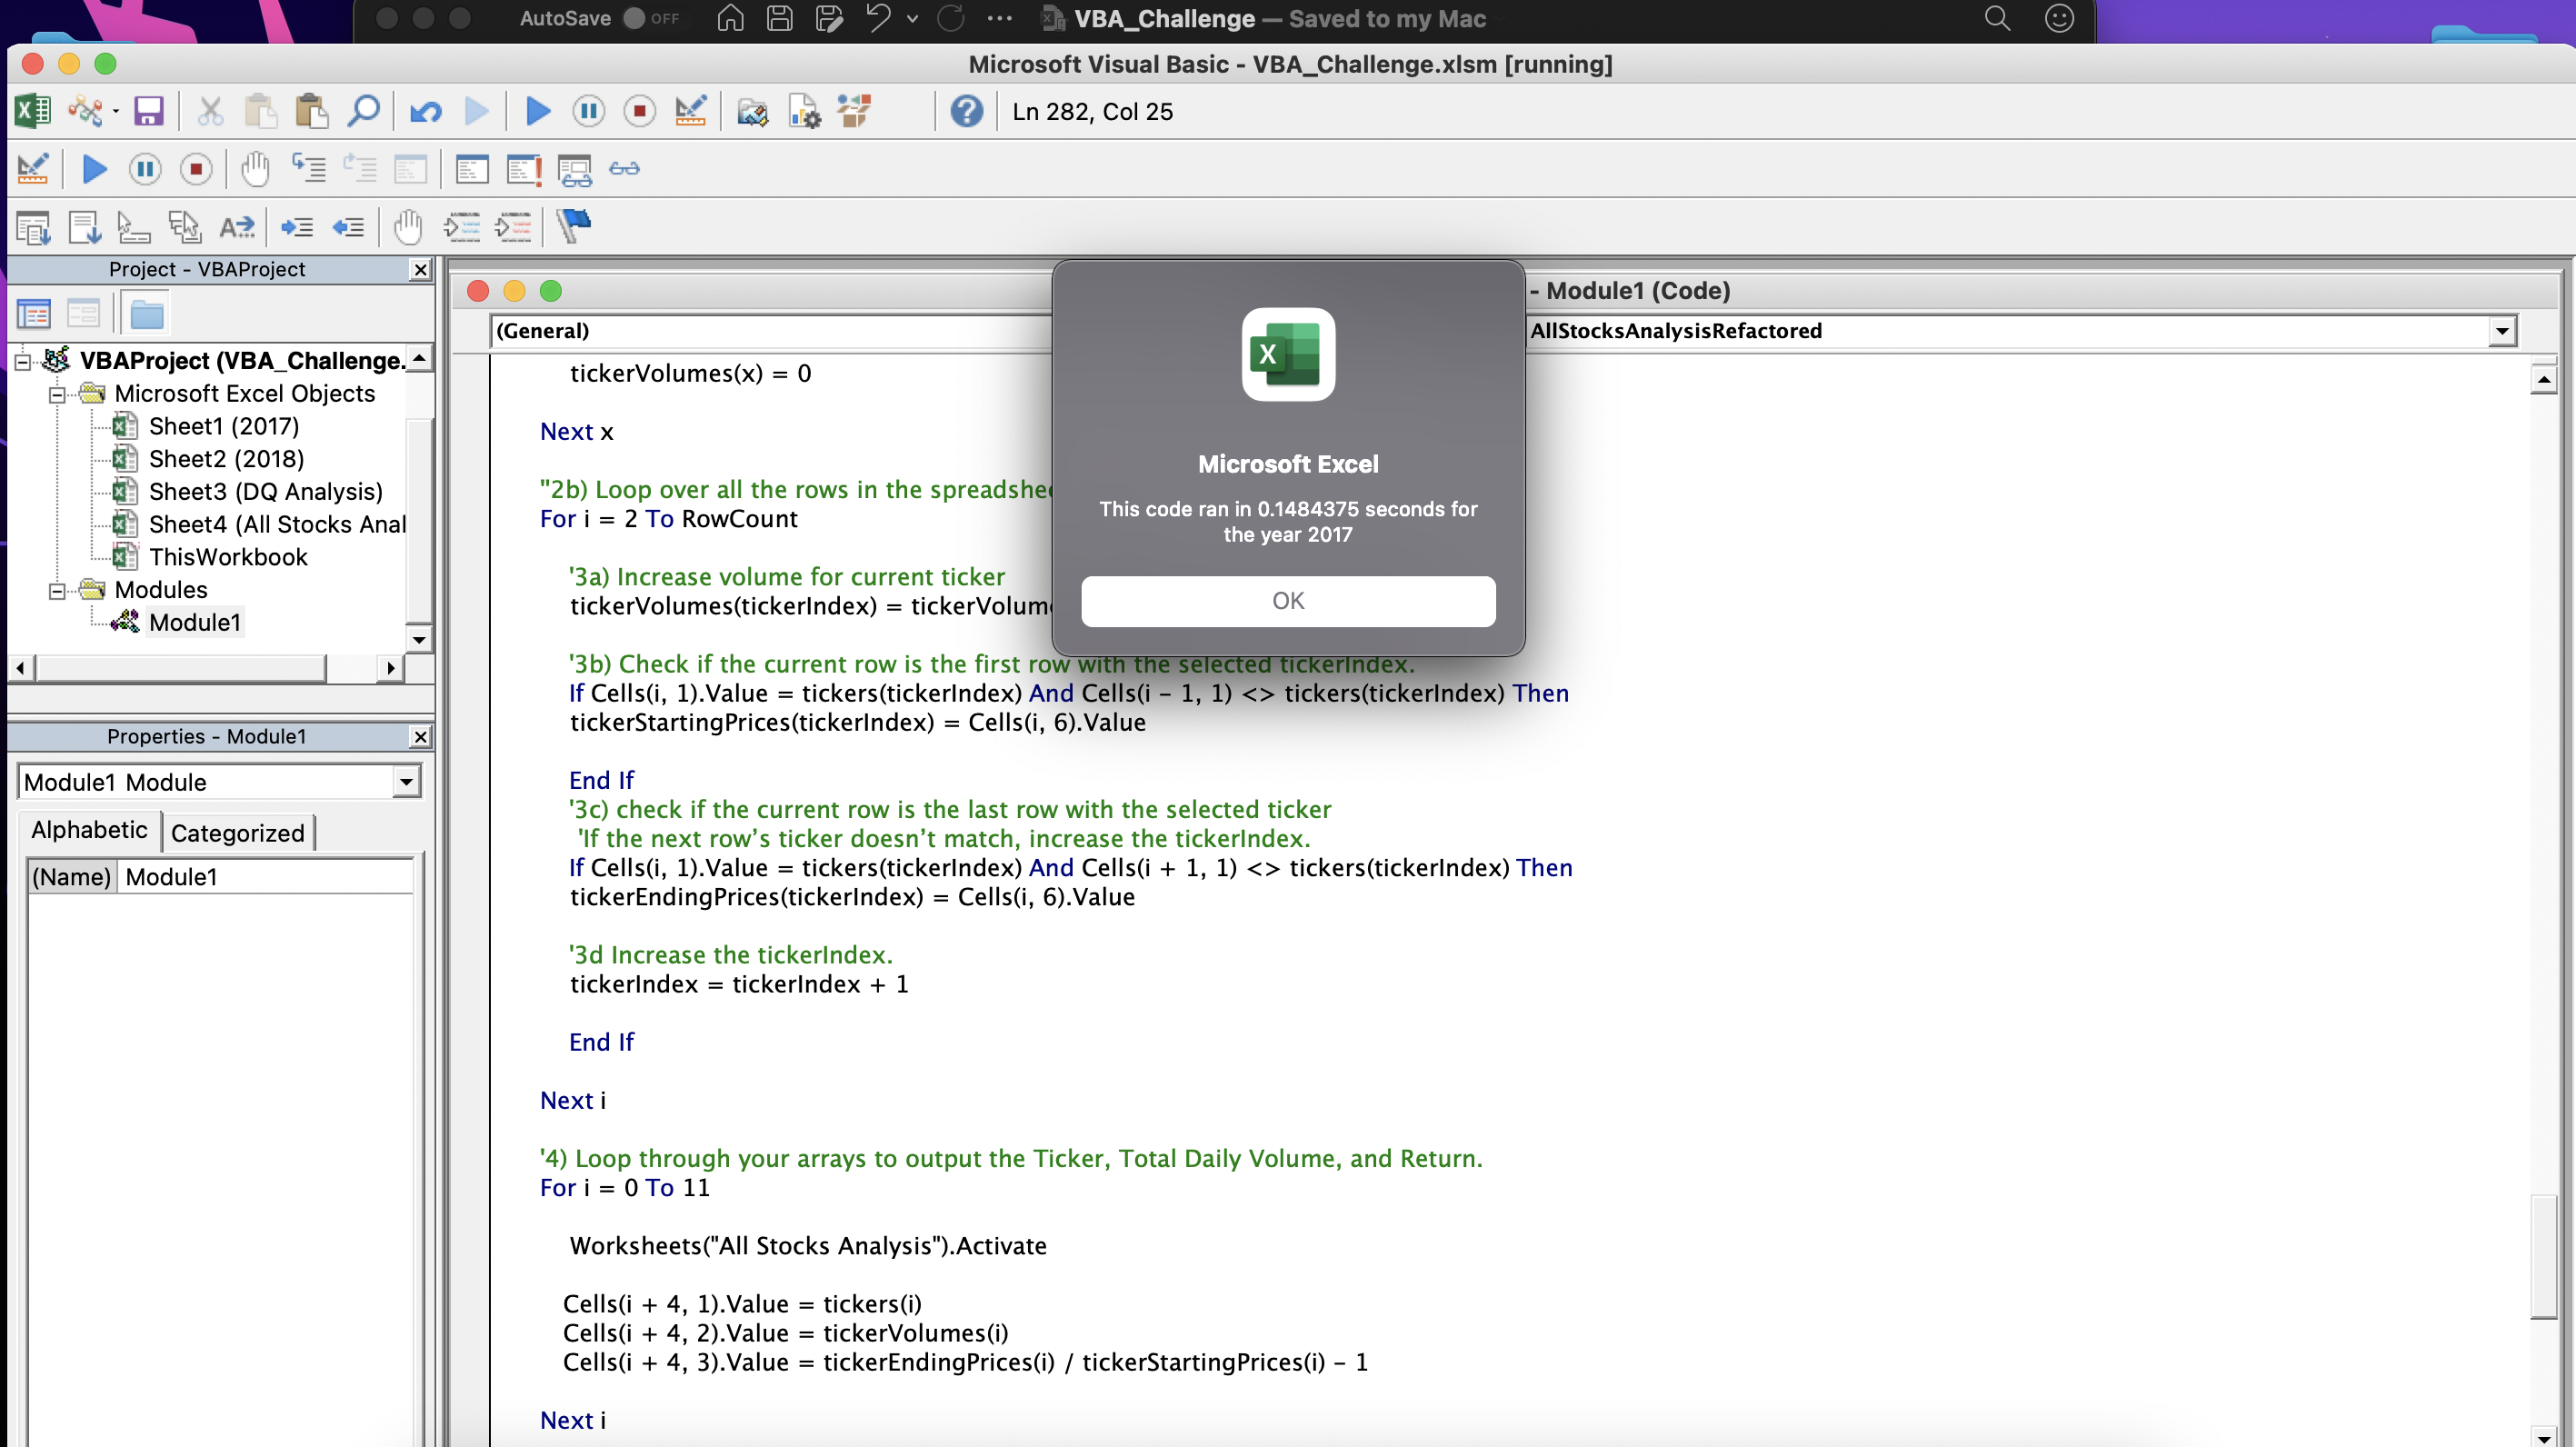 AutoSave OFF VBA_Challenge — Saved to my Mac
Microsoft Visual Basic - VBA_Challenge.xlsm [running]
Ln 282, Col 25
Project - VBAProject
VBAProject (VBA_Challenge.
Microsoft Excel Objects
Sheet1 (2017)
Sheet2 (2018)
Sheet3 (DQ Analysis)
Sheet4 (All Stocks Anal
ThisWorkbook
Modules
Module1
Properties - Module1
Module1 Module
Alphabetic Categorized
(Name) Module1
- Module1 (Code)
(General) AllStocksAnalysisRefactored
tickerVolumes(x) = 0
Next x
"2b) Loop over all the rows in the spreadshe
For i = 2 To RowCount
'3a) Increase volume for current ticker
tickerVolumes(tickerIndex) = tickerVolum
'3b) Check if the current row is the first row with the selected tickerIndex.
If Cells(i, 1).Value = tickers(tickerIndex) And Cells(i - 1, 1) <> tickers(tickerIndex) Then
tickerStartingPrices(tickerIndex) = Cells(i, 6).Value
End If
'3c) check if the current row is the last row with the selected ticker
'If the next row’s ticker doesn’t match, increase the tickerIndex.
If Cells(i, 1).Value = tickers(tickerIndex) And Cells(i + 1, 1) <> tickers(tickerIndex) Then
tickerEndingPrices(tickerIndex) = Cells(i, 6).Value
'3d Increase the tickerIndex.
tickerIndex = tickerIndex + 1
End If
Next i
'4) Loop through your arrays to output the Ticker, Total Daily Volume, and Return.
For i = 0 To 11
Worksheets("All Stocks Analysis").Activate
Cells(i + 4, 1).Value = tickers(i)
Cells(i + 4, 2).Value = tickerVolumes(i)
Cells(i + 4, 3).Value = tickerEndingPrices(i) / tickerStartingPrices(i) - 1
Next i
Microsoft Excel
This code ran in 0.1484375 seconds for
the year 2017
OK